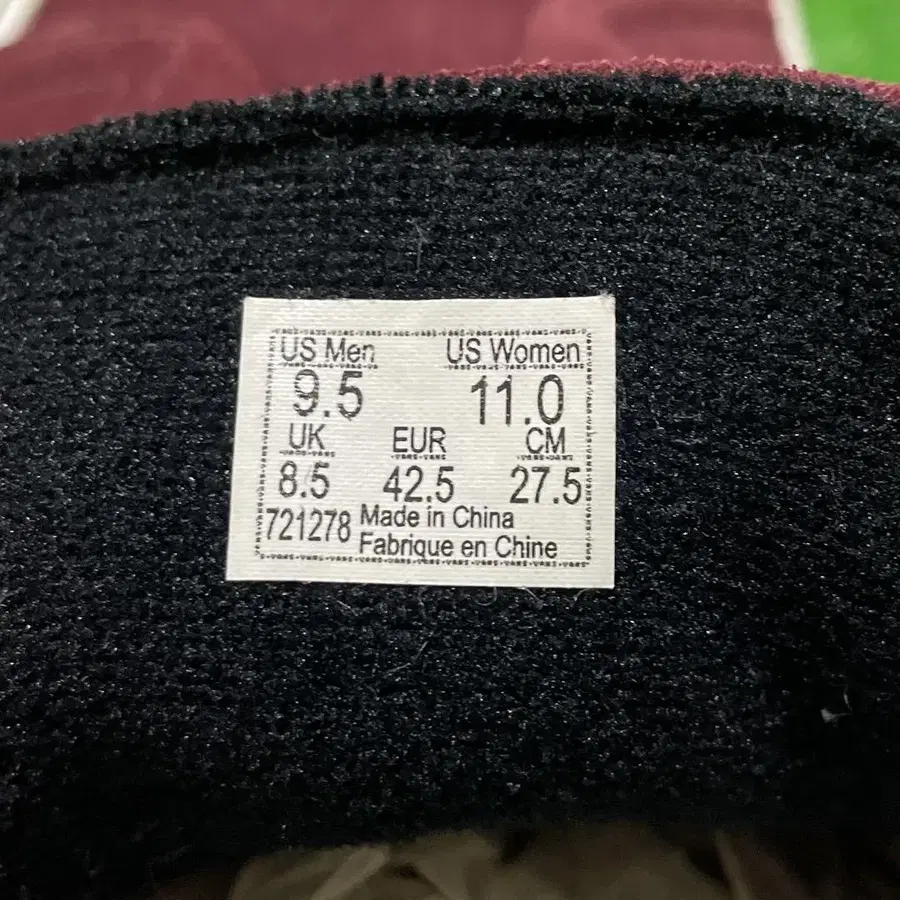 US Men US Women
9.5 11.0
UK EUR CM
8.5 42.5 27.5
721278 Made in China
Fabrique en Chine